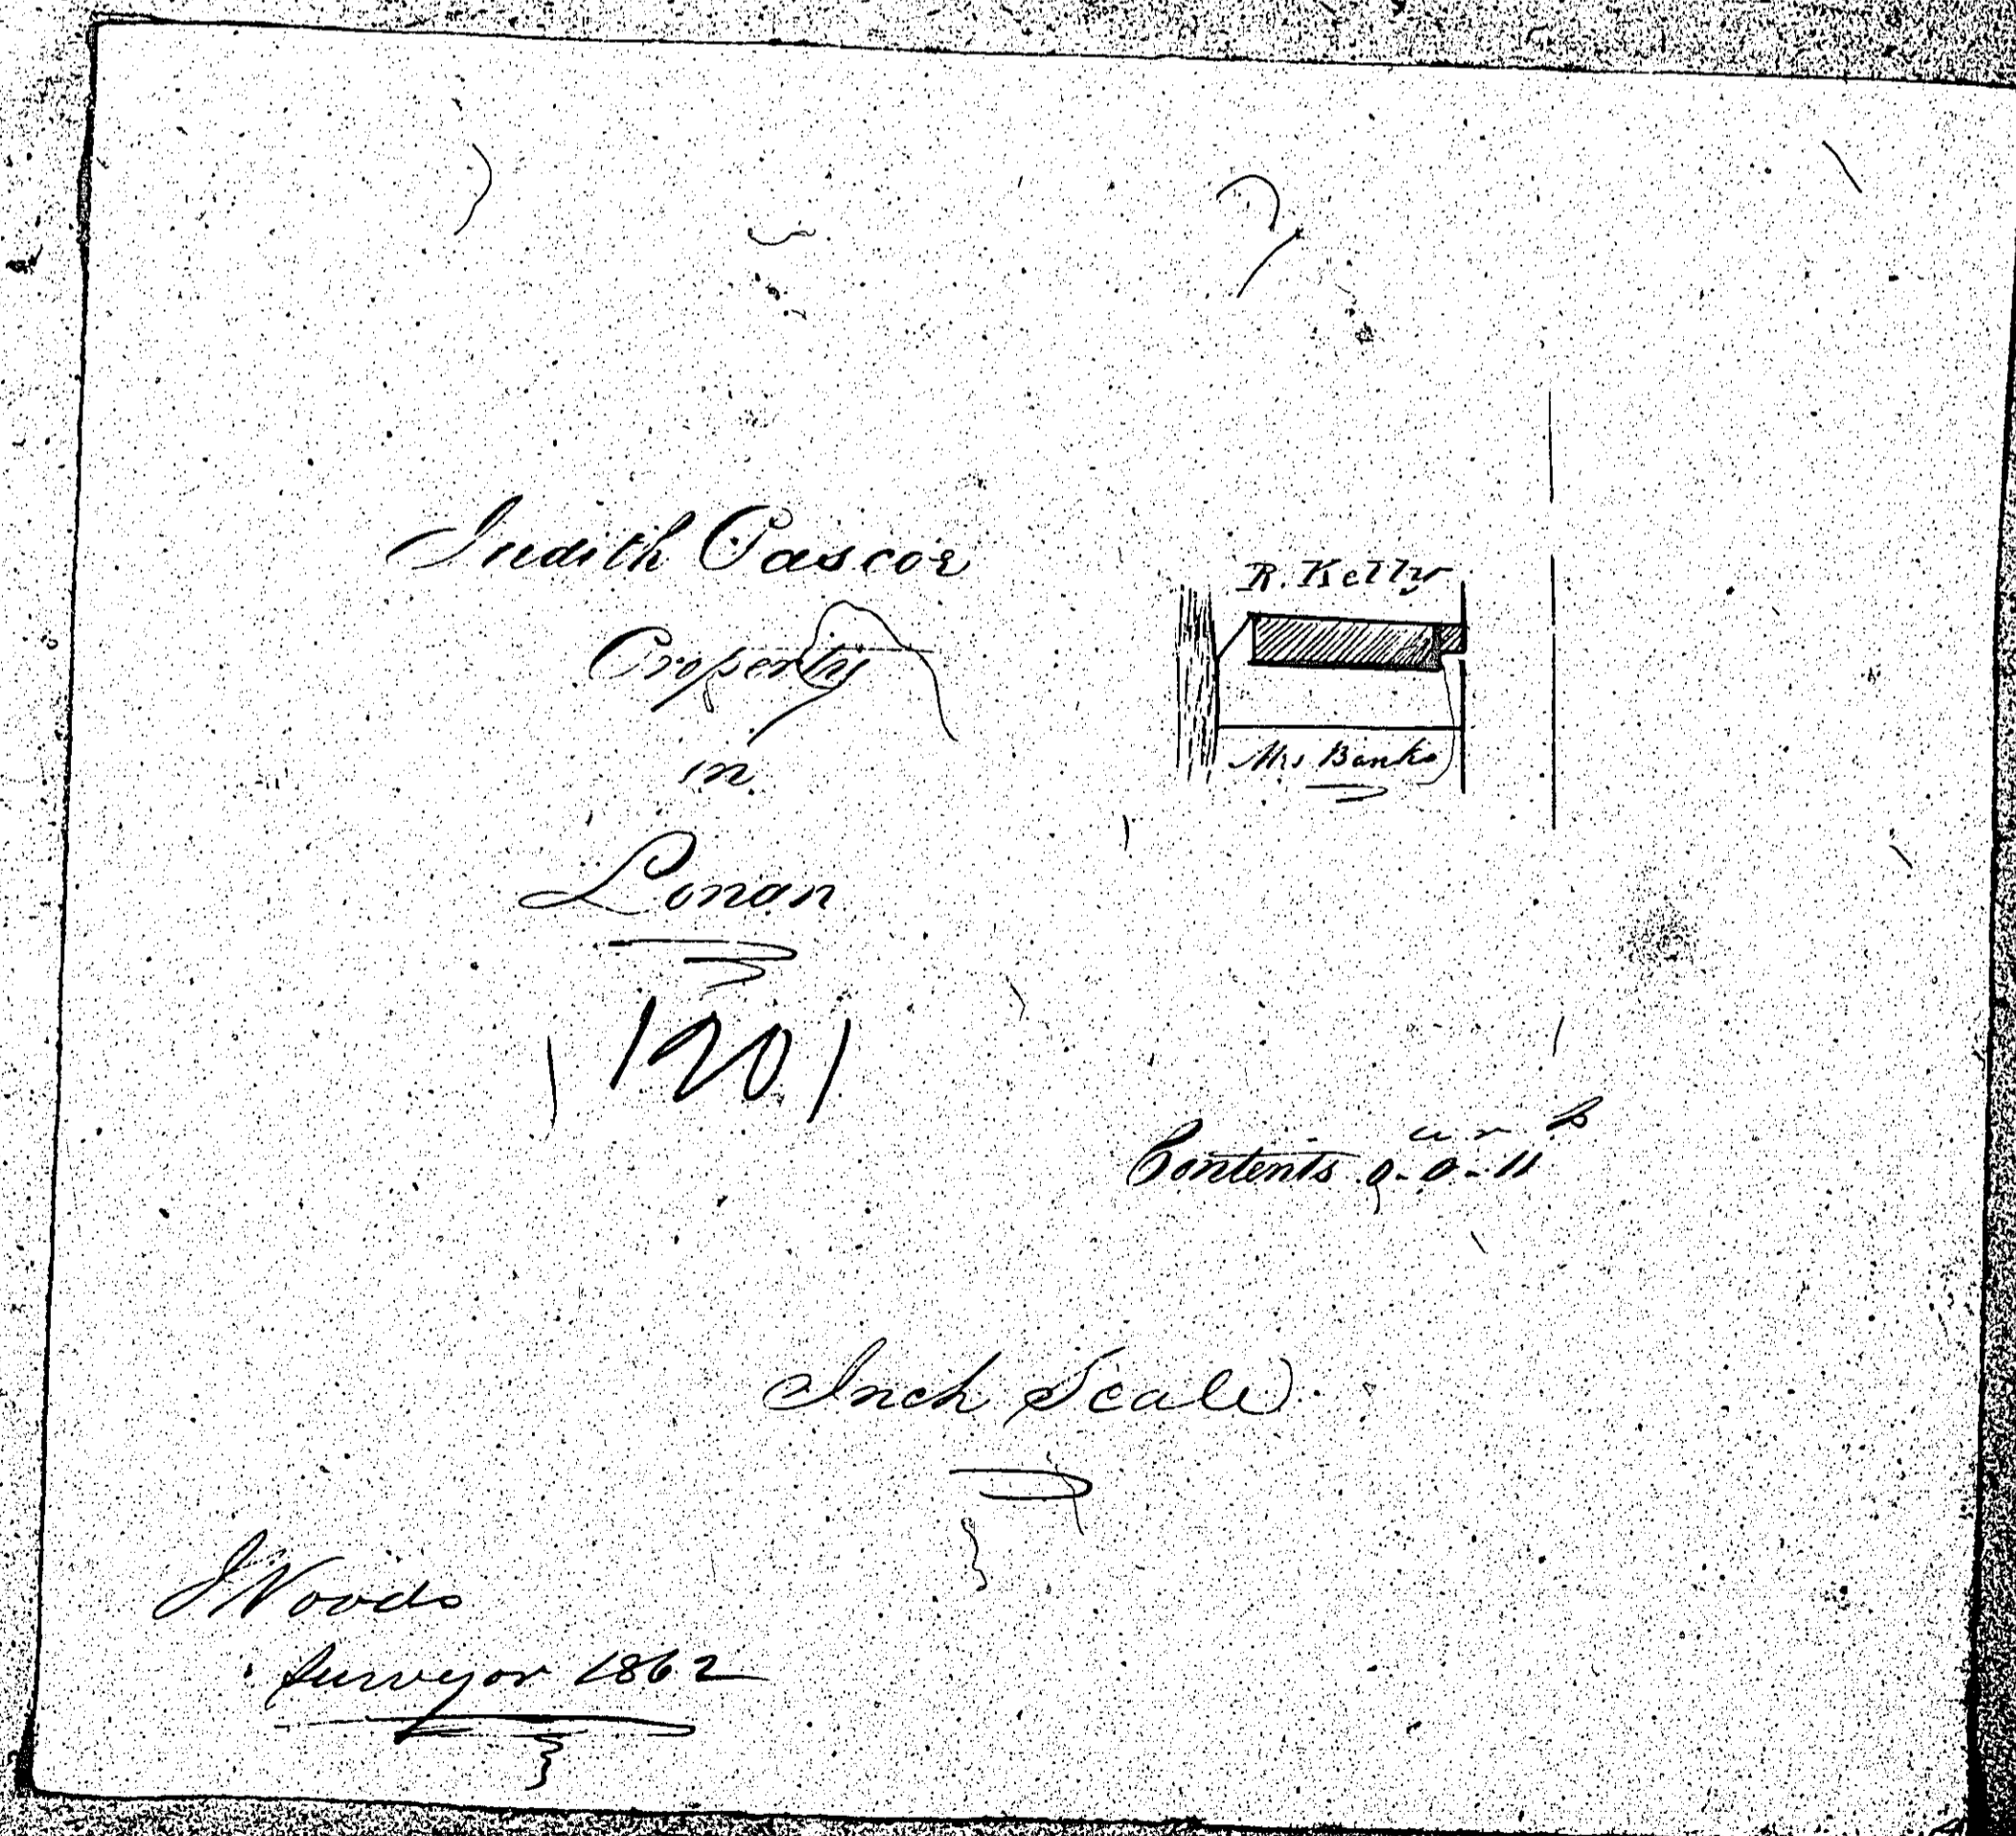 Judith Pascoe
Property
in
Lonan
1201
R. Kelly
Mrs Banks
a r p
Contents 0-0-11
Inch Scale
J Woods
Surveyor 1862